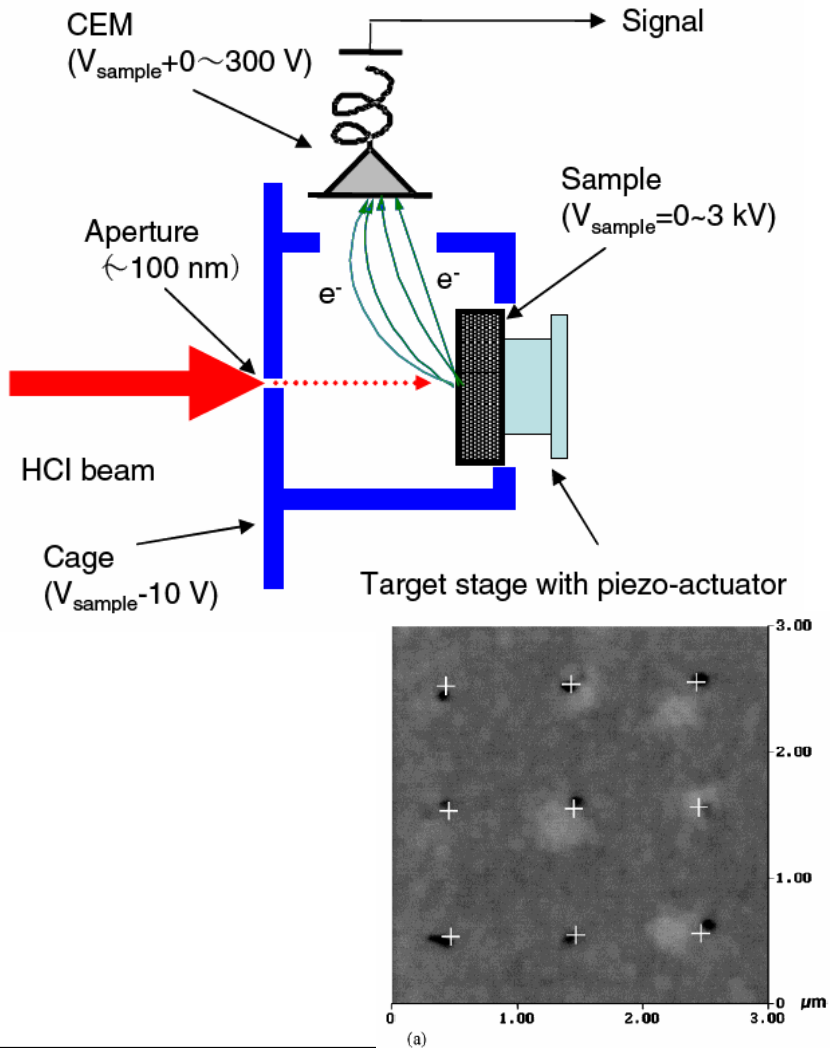 CEM
(Vsample+0～300 V)
Signal
Sample
(Vsample=0~3 kV)
Aperture
(～100 nm)
e-
e-
HCI beam
Cage
(Vsample-10 V)
Target stage with piezo-actuator
3.00
2.00
1.00
0 μm
0 1.00 2.00 3.00
(a)